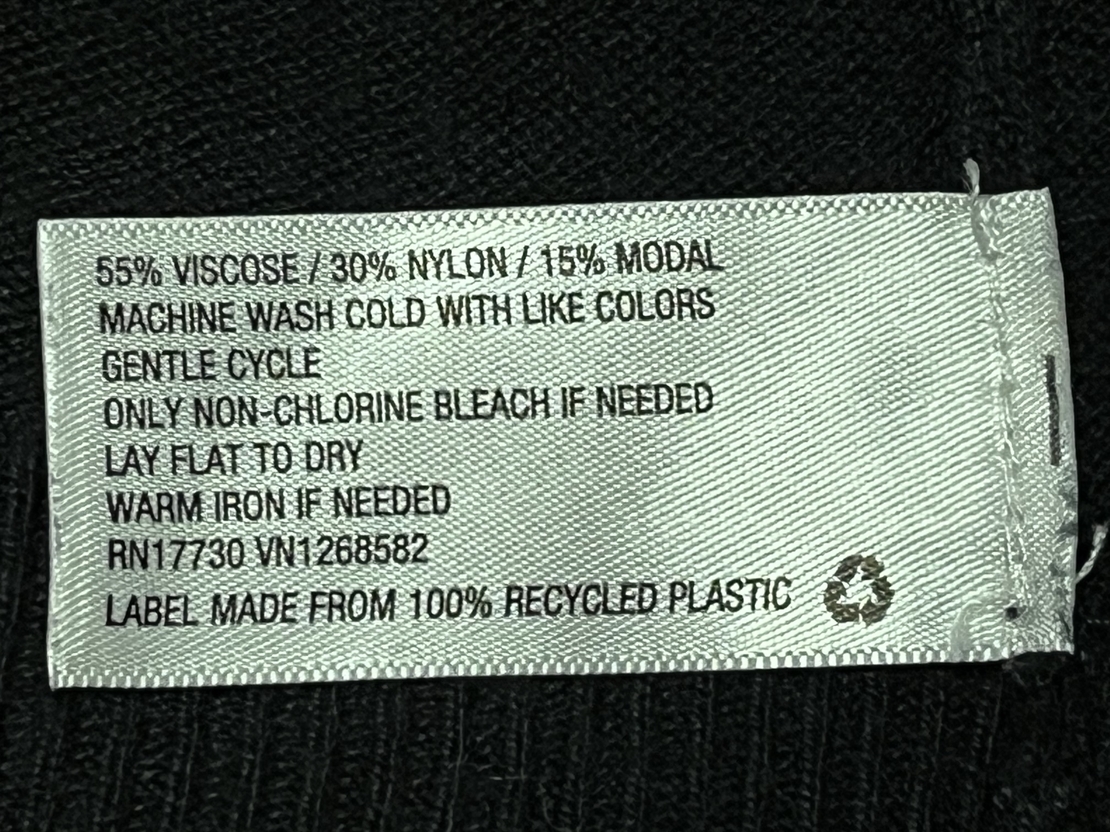 55% VISCOSE / 30% NYLON / 15% MODAL
MACHINE WASH COLD WITH LIKE COLORS
GENTLE CYCLE
ONLY NON-CHLORINE BLEACH IF NEEDED
LAY FLAT TO DRY
WARM IRON IF NEEDED
RN17730 VN1268582
LABEL MADE FROM 100% RECYCLED PLASTIC